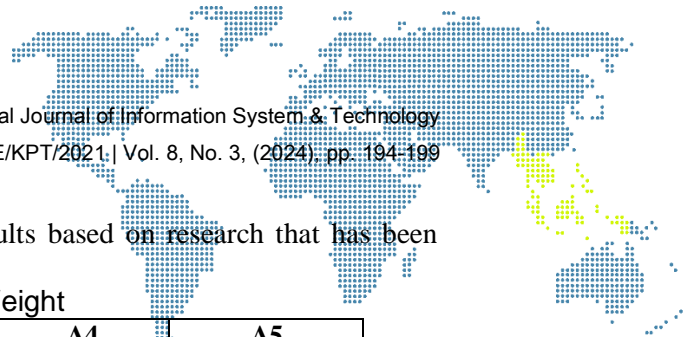 al Journal of Information System & Technology
E/KPT/2021 | Vol. 8, No. 3, (2024), pp. 194-199
ults based on research that has been
eight
A4 A5